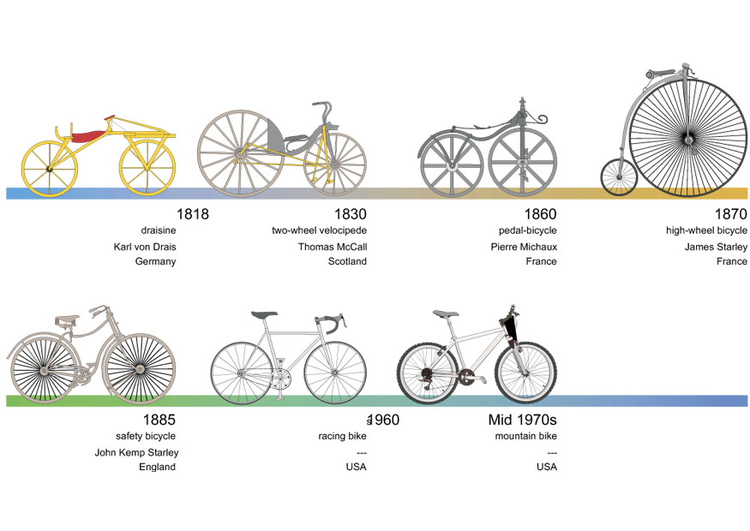 1818
draisine
Karl von Drais
Germany
1830
two-wheel velocipede
Thomas McCall
Scotland
1860
pedal-bicycle
Pierre Michaux
France
1870
high-wheel bicycle
James Starley
France
1885
safety bicycle
John Kemp Starley
England
1960s
racing bike
---
USA
Mid 1970s
mountain bike
---
USA